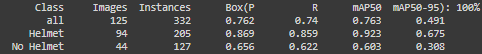 Class Images Instances Box(P R mAP50 mAP50-95): 100%
all 125 332 0.762 0.74 0.763 0.491
Helmet 94 205 0.869 0.859 0.923 0.675
No Helmet 44 127 0.656 0.622 0.603 0.308